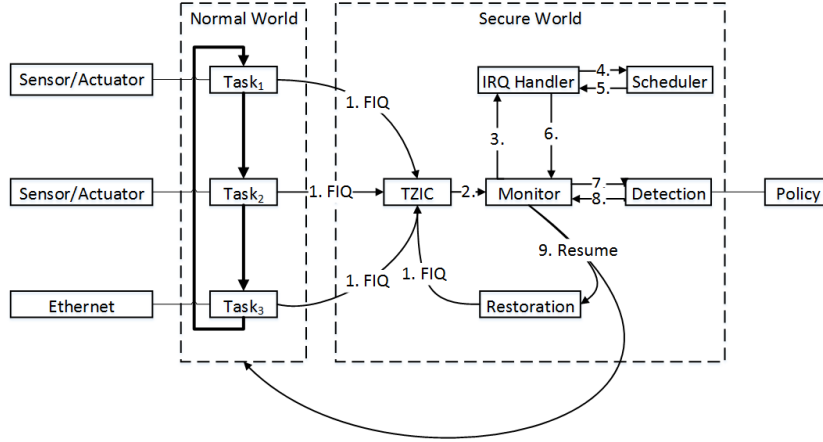 Normal World
Secure World
Sensor/Actuator
Task1
1. FIQ
IRQ Handler
4.
5.
Scheduler
3.
6.
Sensor/Actuator
Task2
1. FIQ
TZIC
2.
Monitor
7.
8.
Detection
Policy
9. Resume
1. FIQ
1. FIQ
Ethernet
Task3
Restoration